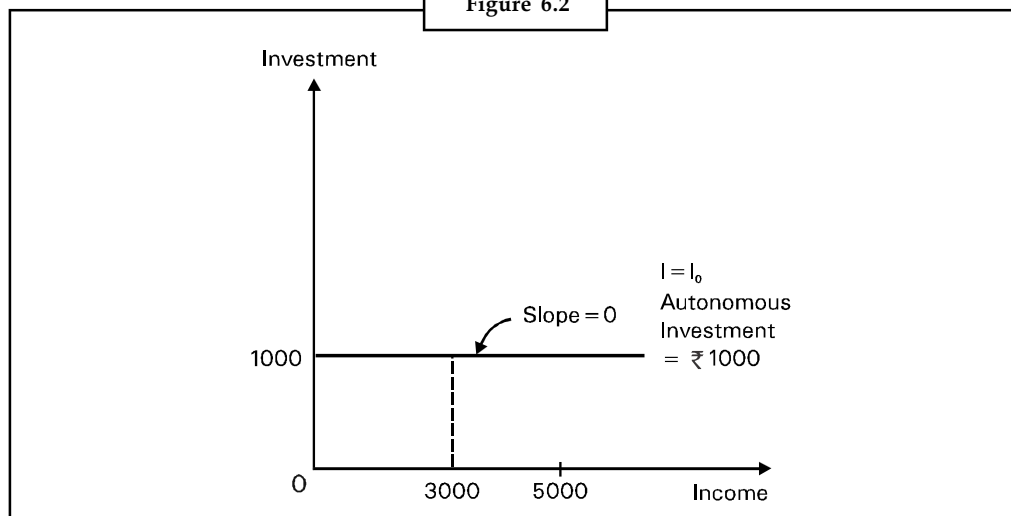 Figure 6.2
Investment
I = I₀
Autonomous
Investment
= ₹ 1000
Slope = 0
1000
0
3000
5000
Income